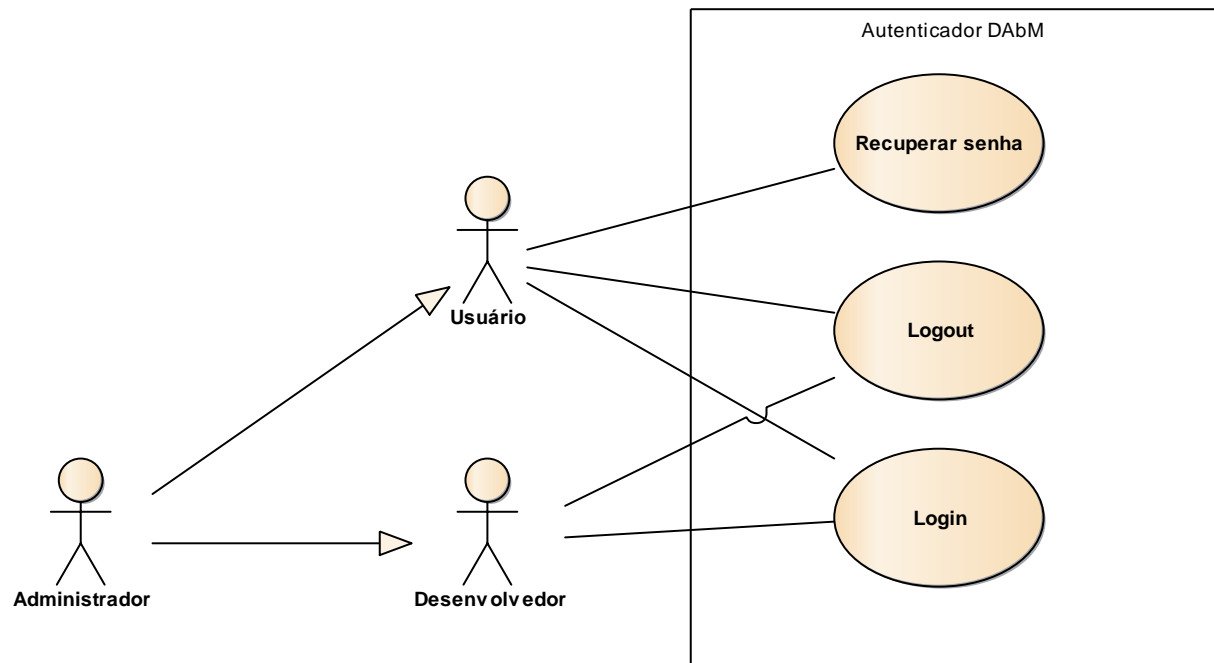 Autenticador DAbM
Recuperar senha
Usuário
Logout
Login
Administrador
Desenvolvedor